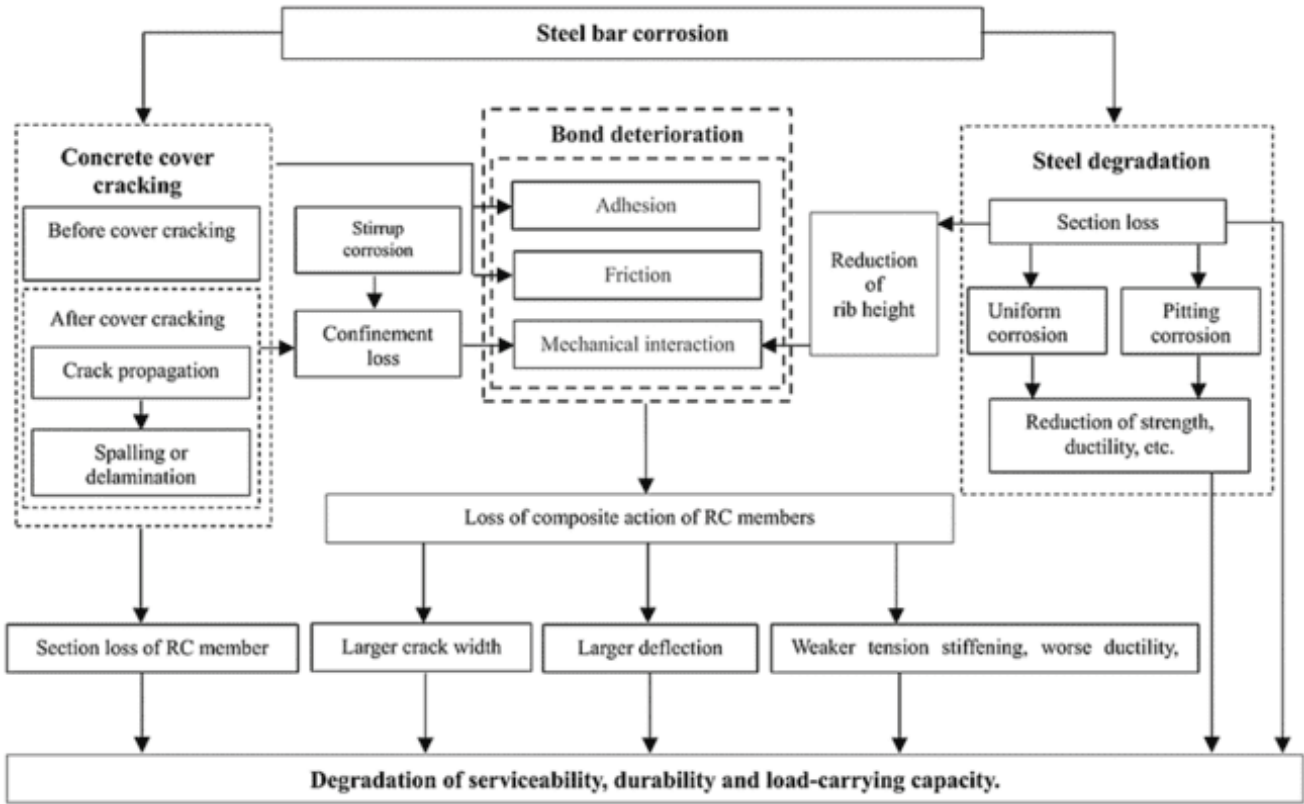 Steel bar corrosion
Concrete cover
cracking
Before cover cracking
After cover cracking
Crack propagation
Spalling or
delamination
Stirrup
corrosion
Confinement
loss
Bond deterioration
Adhesion
Friction
Mechanical interaction
Reduction
of
rib height
Steel degradation
Section loss
Uniform
corrosion
Pitting
corrosion
Reduction of strength,
ductility, etc.
Loss of composite action of RC members
Section loss of RC member
Larger crack width
Larger deflection
Weaker tension stiffening, worse ductility,
Degradation of serviceability, durability and load-carrying capacity.